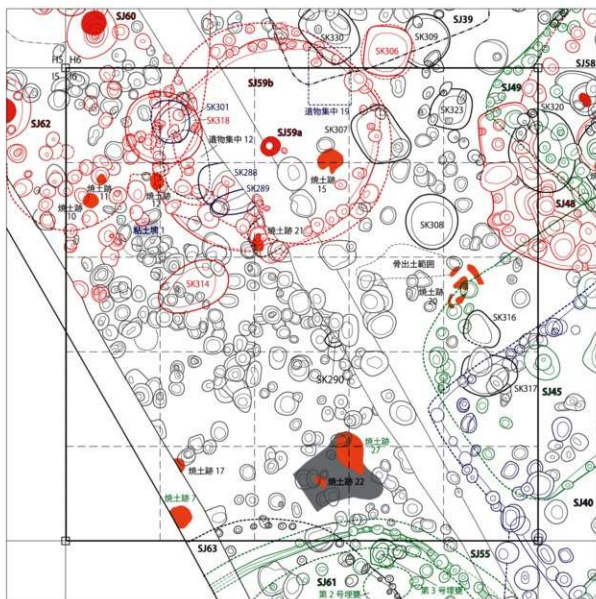 SJ60
SK330
SJ39
SK309
SK306
H5 H6
I5 I6
SJ58
SJ59b
SJ49
SK301
SK318
遺物集中 19
SK323
SK320
SJ62
遺物集中 12
SJ59a
SK307
焼土跡
15
SK288
SK289
焼土跡
11
焼土跡
10
SJ48
焼土跡 21
SK308
骨出土範囲
焼土跡
20
SK314
SK316
SK290
SK317
SJ45
焼土跡
27
焼土跡 17
焼土跡 22
焼土跡 7
SJ40
SJ63
SJ55
SJ61
第 2 号埋甕
第 3 号埋甕